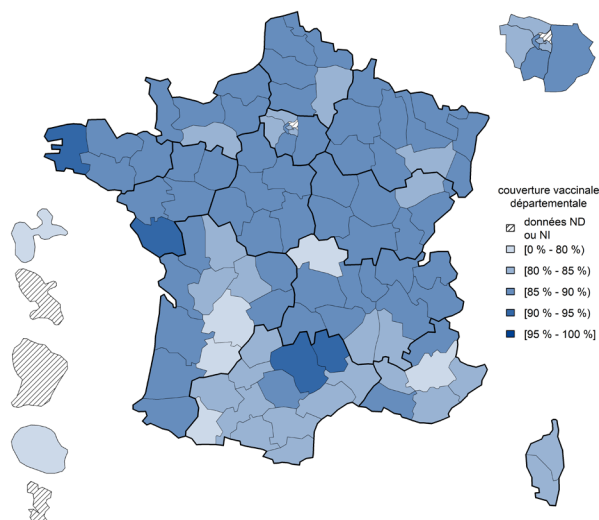 couverture vaccinale
départementale
données ND
ou NI
[0 % - 80 %)
[80 % - 85 %)
[85 % - 90 %)
[90 % - 95 %)
[95 % - 100 %]